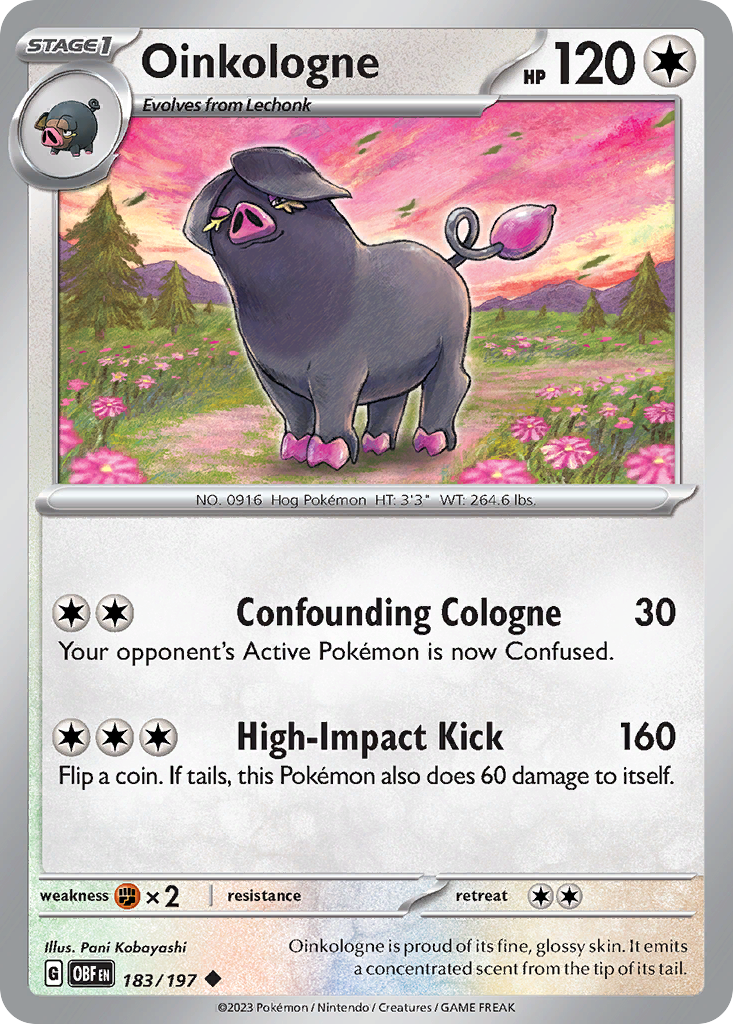 STAGE 1
Oinkologne
HP 120
Evolves from Lechonk
NO. 0916 Hog Pokémon HT: 3'3" WT: 264.6 lbs.
Confounding Cologne 30
Your opponent's Active Pokémon is now Confused.
High-Impact Kick 160
Flip a coin. If tails, this Pokémon also does 60 damage to itself.
weakness × 2 resistance retreat
Illus. Pani Kobayashi
G OBF EN 183/197
Oinkologne is proud of its fine, glossy skin. It emits
a concentrated scent from the tip of its tail.
©2023 Pokémon / Nintendo / Creatures / GAME FREAK